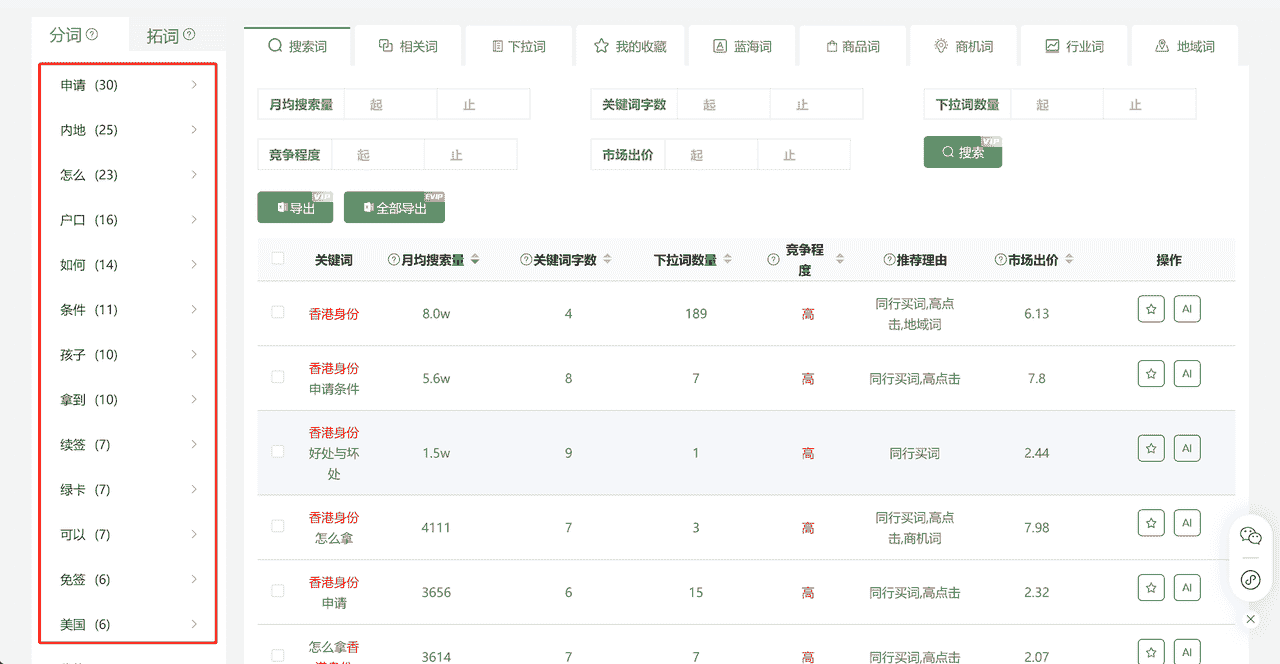 分词
拓词
申请 (30)
内地 (25)
怎么 (23)
户口 (16)
如何 (14)
条件 (11)
孩子 (10)
拿到 (10)
续签 (7)
绿卡 (7)
可以 (7)
免签 (6)
美国 (6)
搜索词
相关词
下拉词
我的收藏
蓝海词
商品词
商机词
行业词
地域词
月均搜索量 起 止
关键词字数 起 止
下拉词数量 起 止
竞争程度 起 止
市场出价 起 止
搜索 VIP
导出 VIP
全部导出 EVIP
关键词
月均搜索量
关键词字数
下拉词数量
竞争程
度
推荐理由
市场出价
操作
香港身份
8.0w
4
189
高
同行买词,高点
击,地域词
6.13
AI
香港身份
申请条件
5.6w
8
7
高
同行买词,高点击
7.8
AI
香港身份
好处与坏
处
1.5w
9
1
高
同行买词
2.44
AI
香港身份
怎么拿
4111
7
3
高
同行买词,高点
击,商机词
7.98
AI
香港身份
申请
3656
6
15
高
同行买词,高点击
2.32
AI
怎么拿香
港身份
3614
7
7
高
同行买词,高点击
2.07
AI